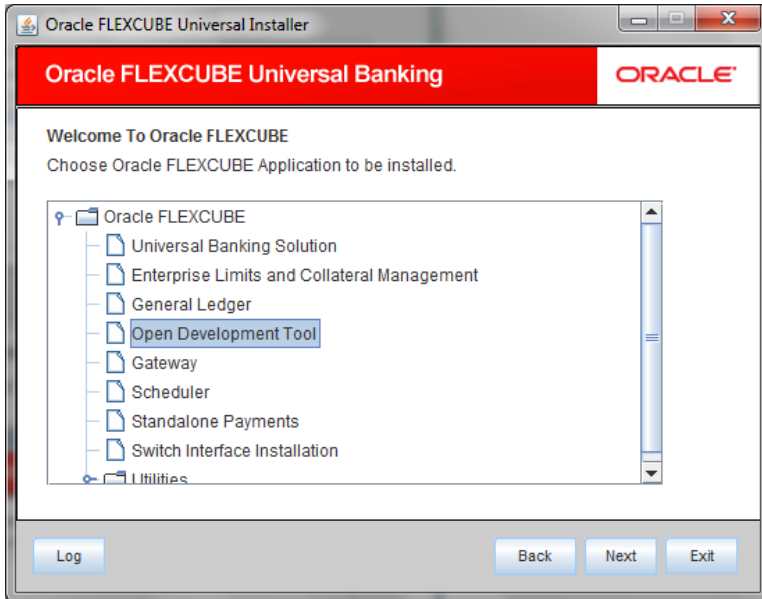 Oracle FLEXCUBE Universal Installer
Oracle FLEXCUBE Universal Banking
ORACLE
Welcome To Oracle FLEXCUBE
Choose Oracle FLEXCUBE Application to be installed.
Oracle FLEXCUBE
Universal Banking Solution
Enterprise Limits and Collateral Management
General Ledger
Open Development Tool
Gateway
Scheduler
Standalone Payments
Switch Interface Installation
Utilities
Log
Back
Next
Exit